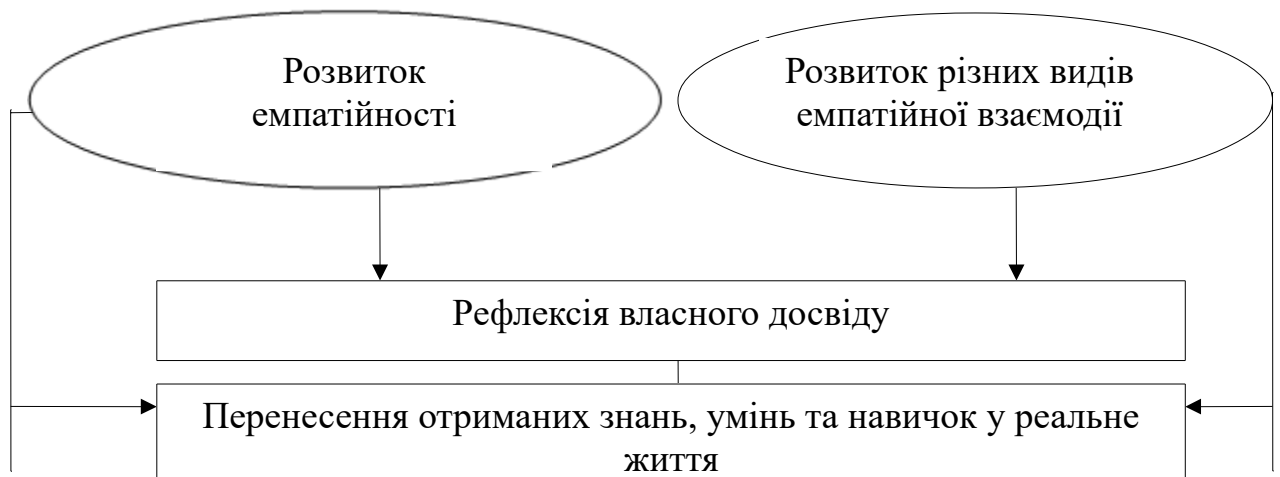 Розвиток
емпатійності
Розвиток різних видів
емпатійної взаємодії
Рефлексія власного досвіду
Перенесення отриманих знань, умінь та навичок у реальне
життя